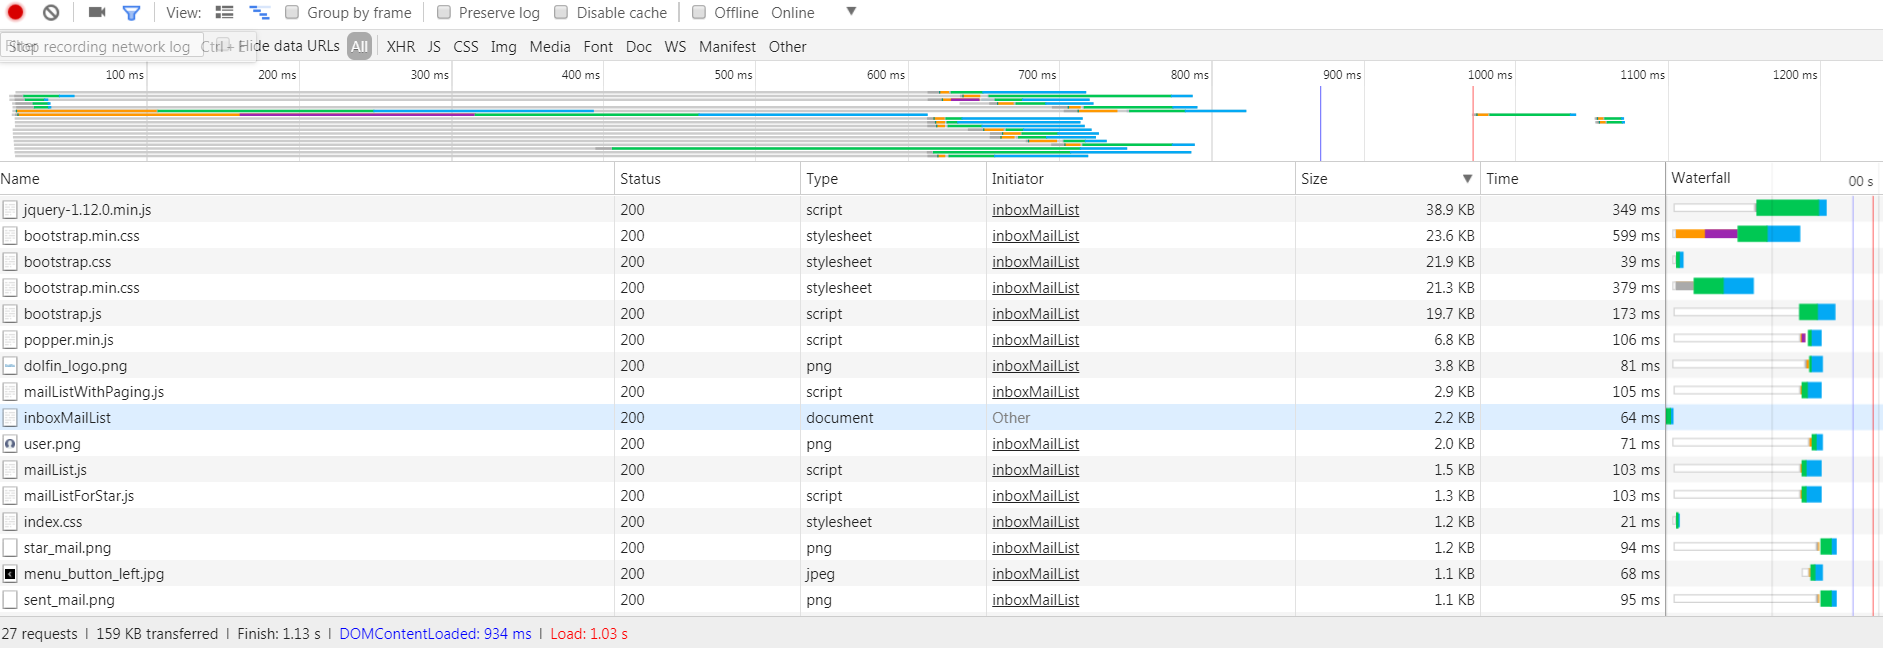 View: Group by frame Preserve log Disable cache Offline Online
Stop recording network log Ctrl + E Hide data URLs All XHR JS CSS Img Media Font Doc WS Manifest Other
100 ms 200 ms 300 ms 400 ms 500 ms 600 ms 700 ms 800 ms 900 ms 1000 ms 1100 ms 1200 ms
Name Status Type Initiator Size Time Waterfall 00 s
jquery-1.12.0.min.js 200 script inboxMailList 38.9 KB 349 ms
bootstrap.min.css 200 stylesheet inboxMailList 23.6 KB 599 ms
bootstrap.css 200 stylesheet inboxMailList 21.9 KB 39 ms
bootstrap.min.css 200 stylesheet inboxMailList 21.3 KB 379 ms
bootstrap.js 200 script inboxMailList 19.7 KB 173 ms
popper.min.js 200 script inboxMailList 6.8 KB 106 ms
dolfin_logo.png 200 png inboxMailList 3.8 KB 81 ms
mailListWithPaging.js 200 script inboxMailList 2.9 KB 105 ms
inboxMailList 200 document Other 2.2 KB 64 ms
user.png 200 png inboxMailList 2.0 KB 71 ms
mailList.js 200 script inboxMailList 1.5 KB 103 ms
mailListForStar.js 200 script inboxMailList 1.3 KB 103 ms
index.css 200 stylesheet inboxMailList 1.2 KB 21 ms
star_mail.png 200 png inboxMailList 1.2 KB 94 ms
menu_button_left.jpg 200 jpeg inboxMailList 1.1 KB 68 ms
sent_mail.png 200 png inboxMailList 1.1 KB 95 ms
27 requests | 159 KB transferred | Finish: 1.13 s | DOMContentLoaded: 934 ms | Load: 1.03 s